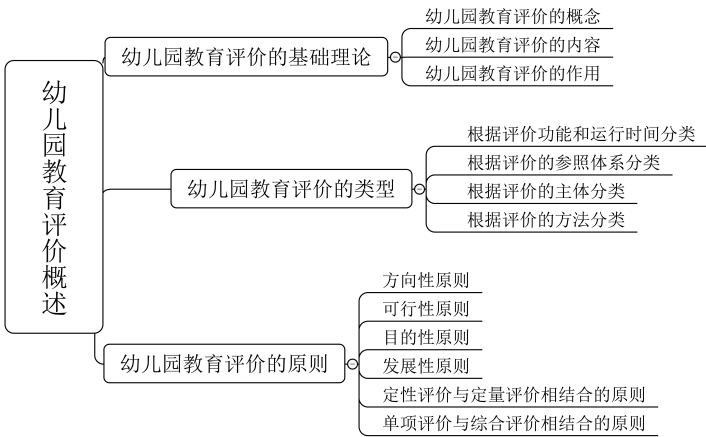 幼儿园教育评价概述
幼儿园教育评价的基础理论
幼儿园教育评价的概念
幼儿园教育评价的内容
幼儿园教育评价的作用
幼儿园教育评价的类型
根据评价功能和运行时间分类
根据评价的参照体系分类
根据评价的主体分类
根据评价的方法分类
幼儿园教育评价的原则
方向性原则
可行性原则
目的性原则
发展性原则
定性评价与定量评价相结合的原则
单项评价与综合评价相结合的原则